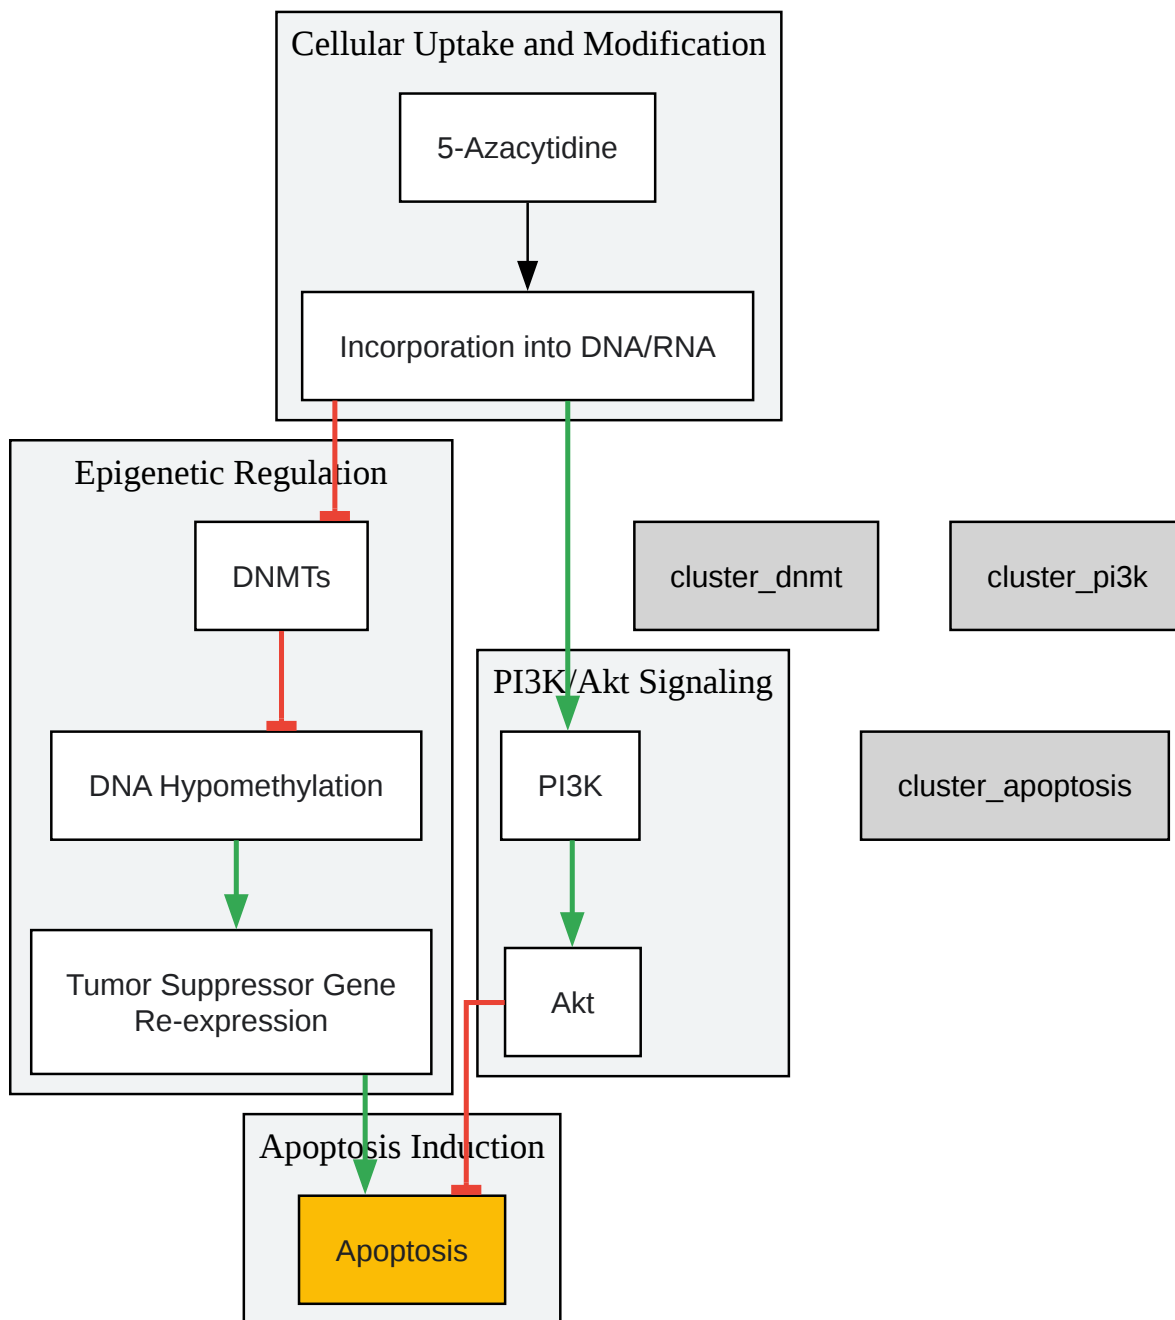 Cellular Uptake and Modification
5-Azacytidine
Incorporation into DNA/RNA
Epigenetic Regulation
DNMTs
cluster_dnmt
cluster_pi3k
PI3K/Akt Signaling
DNA Hypomethylation
PI3K
cluster_apoptosis
Tumor Suppressor Gene
Re-expression
Akt
Apoptosis Induction
Apoptosis